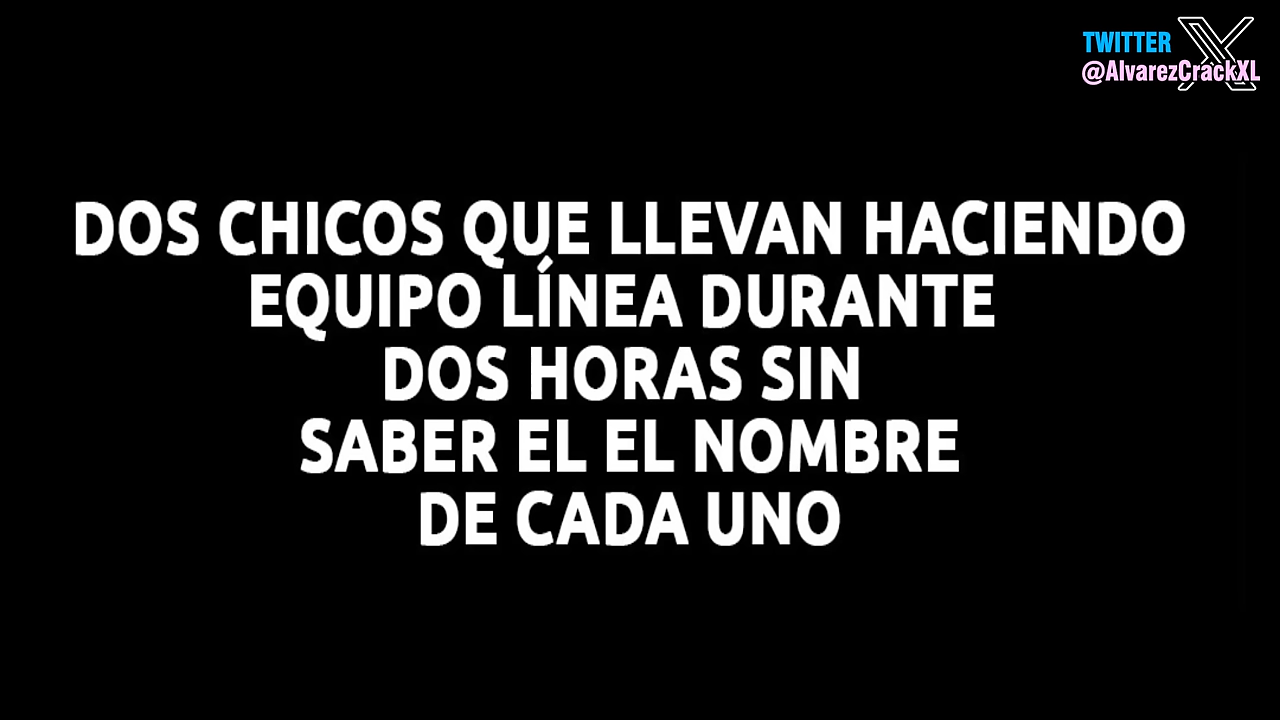 TWITTER
@AlvarezCrackXL
DOS CHICOS QUE LLEVAN HACIENDO
EQUIPO LÍNEA DURANTE
DOS HORAS SIN
SABER EL EL NOMBRE
DE CADA UNO